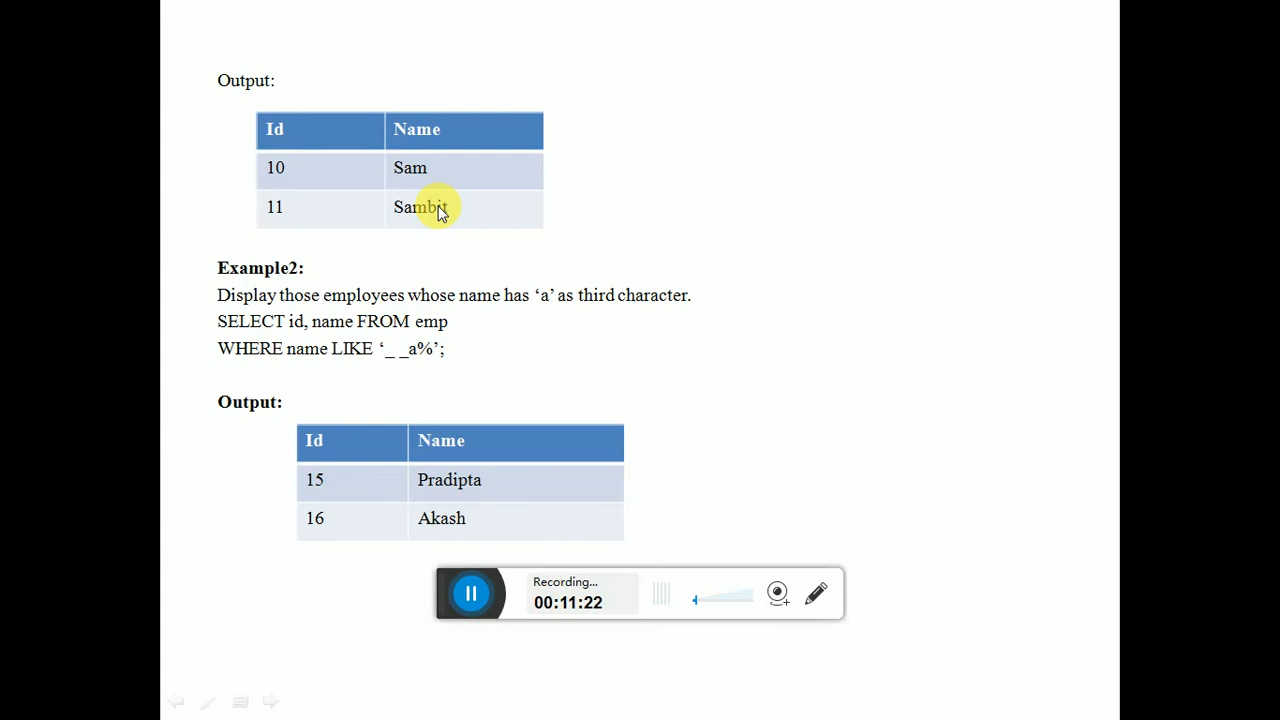 Output:
Id Name
10 Sam
11 Sambit
Example2:
Display those employees whose name has ‘a’ as third character.
SELECT id, name FROM emp
WHERE name LIKE ‘_ _a%’;
Output:
Id Name
15 Pradipta
16 Akash
Recording...
00:11:22